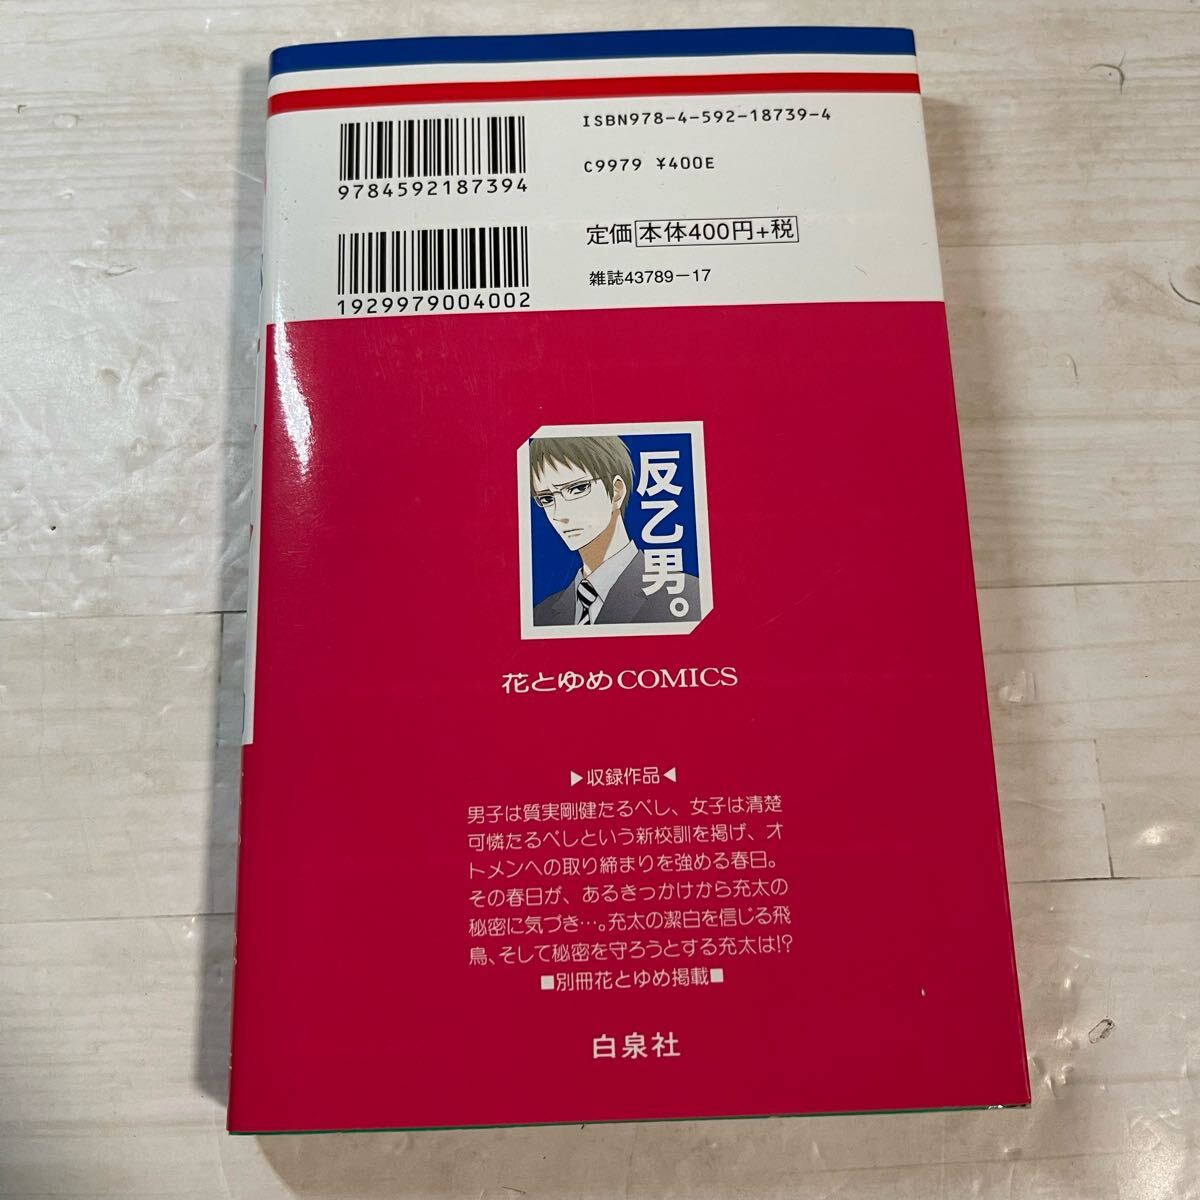 ISBN978-4-592-18739-4
9784592187394
C9979 ¥400E
定価 本体400円+税
1929979004002
雑誌43789-17
反乙男。
花とゆめCOMICS
▶収録作品◀
男子は質実剛健たるべし、女子は清楚
可憐たるべしという新校訓を掲げ、オ
トメンへの取り締まりを強める春日。
その春日が、あるきっかけから充太の
秘密に気づき…。充太の潔白を信じる飛
鳥、そして秘密を守ろうとする充太は!?
■別冊花とゆめ掲載■
白泉社